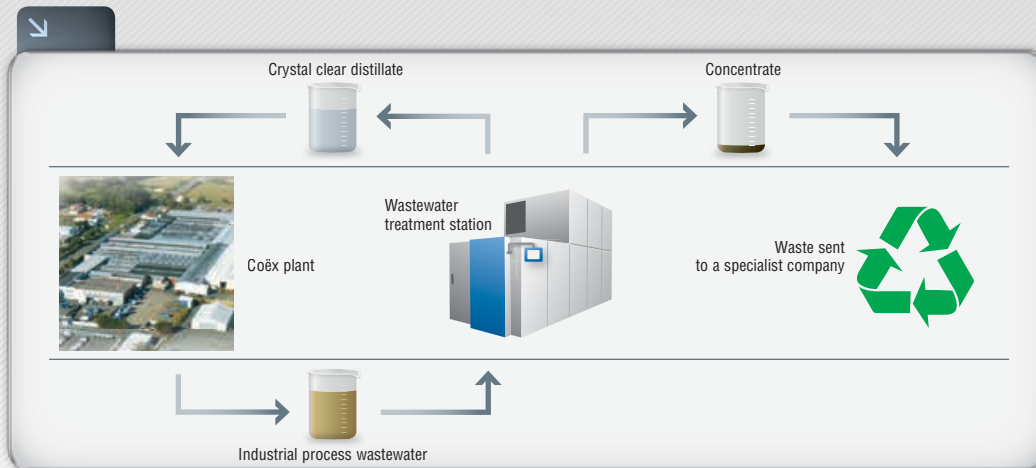 Crystal clear distillate
Concentrate
Wastewater
treatment station
Coëx plant
Waste sent
to a specialist company
Industrial process wastewater